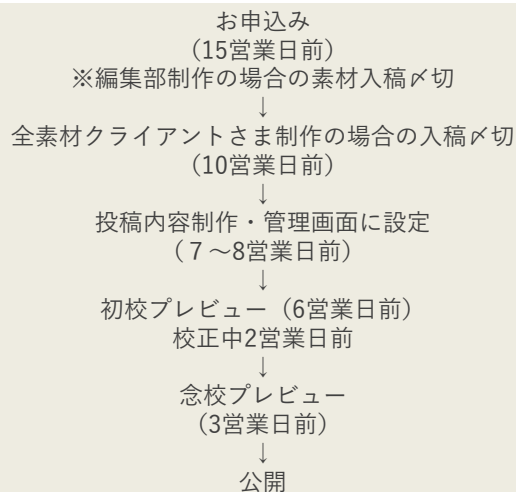 お申込み
(15営業日前)
※編集部制作の場合の素材入稿〆切
↓
全素材クライアントさま制作の場合の入稿〆切
(10営業日前)
↓
投稿内容制作・管理画面に設定
(７〜8営業日前)
↓
初校プレビュー（6営業日前)
校正中2営業日前
↓
念校プレビュー
(3営業日前)
↓
公開